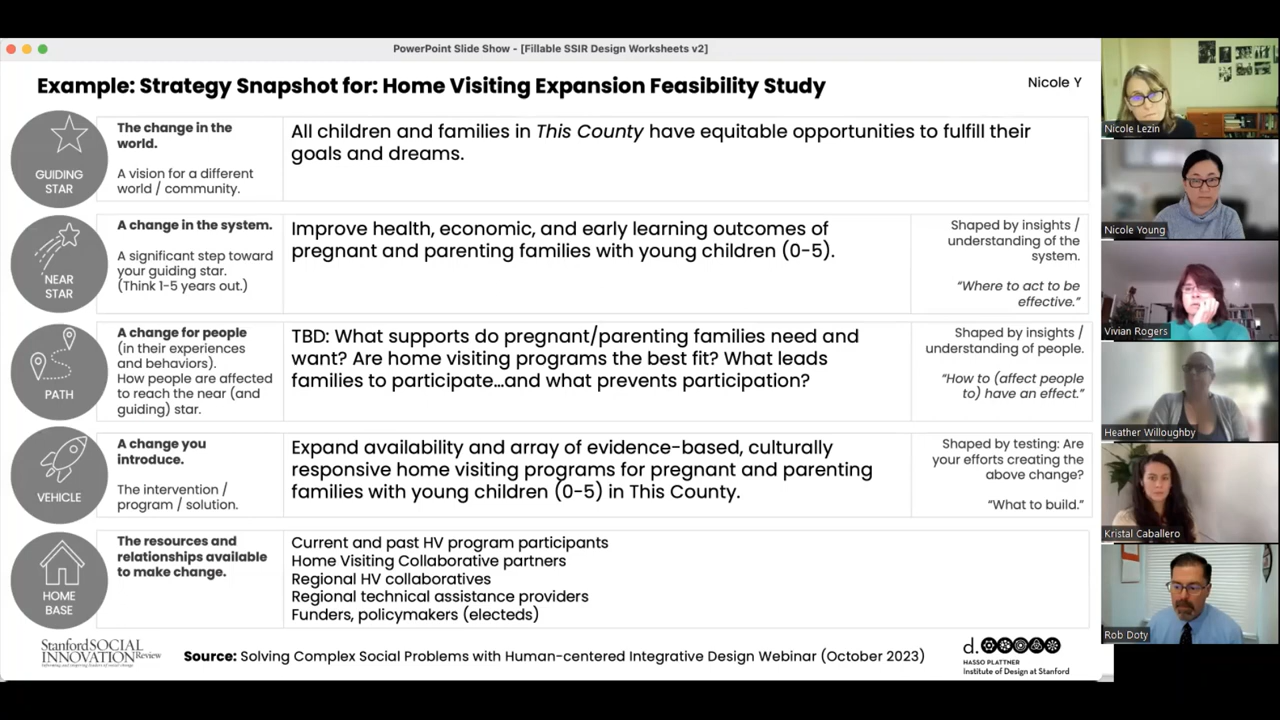 PowerPoint Slide Show - [Fillable SSIR Design Worksheets v2]
Example: Strategy Snapshot for: Home Visiting Expansion Feasibility Study
Nicole Y
GUIDING
STAR
The change in the
world.
A vision for a different
world / community.
All children and families in This County have equitable opportunities to fulfill their
goals and dreams.
NEAR
STAR
A change in the system.
A significant step toward
your guiding star.
(Think 1-5 years out.)
Improve health, economic, and early learning outcomes of
pregnant and parenting families with young children (0-5).
Shaped by insights /
understanding of the
system.
“Where to act to be
effective.”
PATH
A change for people
(in their experiences
and behaviors).
How people are affected
to reach the near (and
guiding) star.
TBD: What supports do pregnant/parenting families need and
want? Are home visiting programs the best fit? What leads
families to participate...and what prevents participation?
Shaped by insights /
understanding of people.
“How to (affect people
to) have an effect.”
VEHICLE
A change you
introduce.
The intervention /
program / solution.
Expand availability and array of evidence-based, culturally
responsive home visiting programs for pregnant and parenting
families with young children (0-5) in This County.
Shaped by testing: Are
your efforts creating the
above change?
“What to build.”
HOME
BASE
The resources and
relationships available
to make change.
Current and past HV program participants
Home Visiting Collaborative partners
Regional HV collaboratives
Regional technical assistance providers
Funders, policymakers (electeds)
Stanford SOCIAL
INNOVATION Review
Source: Solving Complex Social Problems with Human-centered Integrative Design Webinar (October 2023)
d.
HASSO PLATTNER
Institute of Design at Stanford
Nicole Lezin
Nicole Young
Vivian Rogers
Heather Willoughby
Kristal Caballero
Rob Doty